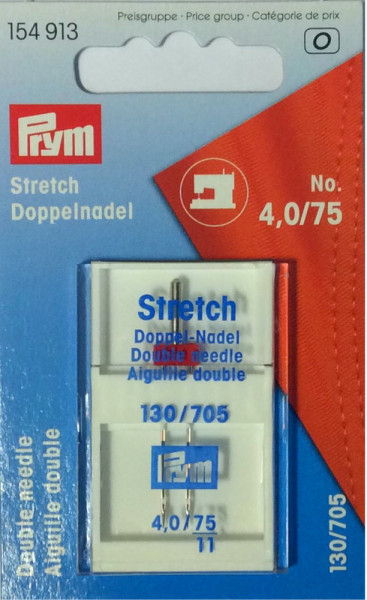 Preisgruppe - Price group - Catégorie de prix
154 913
O
Prym
Stretch
Doppelnadel
No.
4,0/75
Stretch
Doppel-Nadel
Double needle
Aiguille double
130/705
Prym
4,0/75
11
Double needle
Aiguille double
130/705